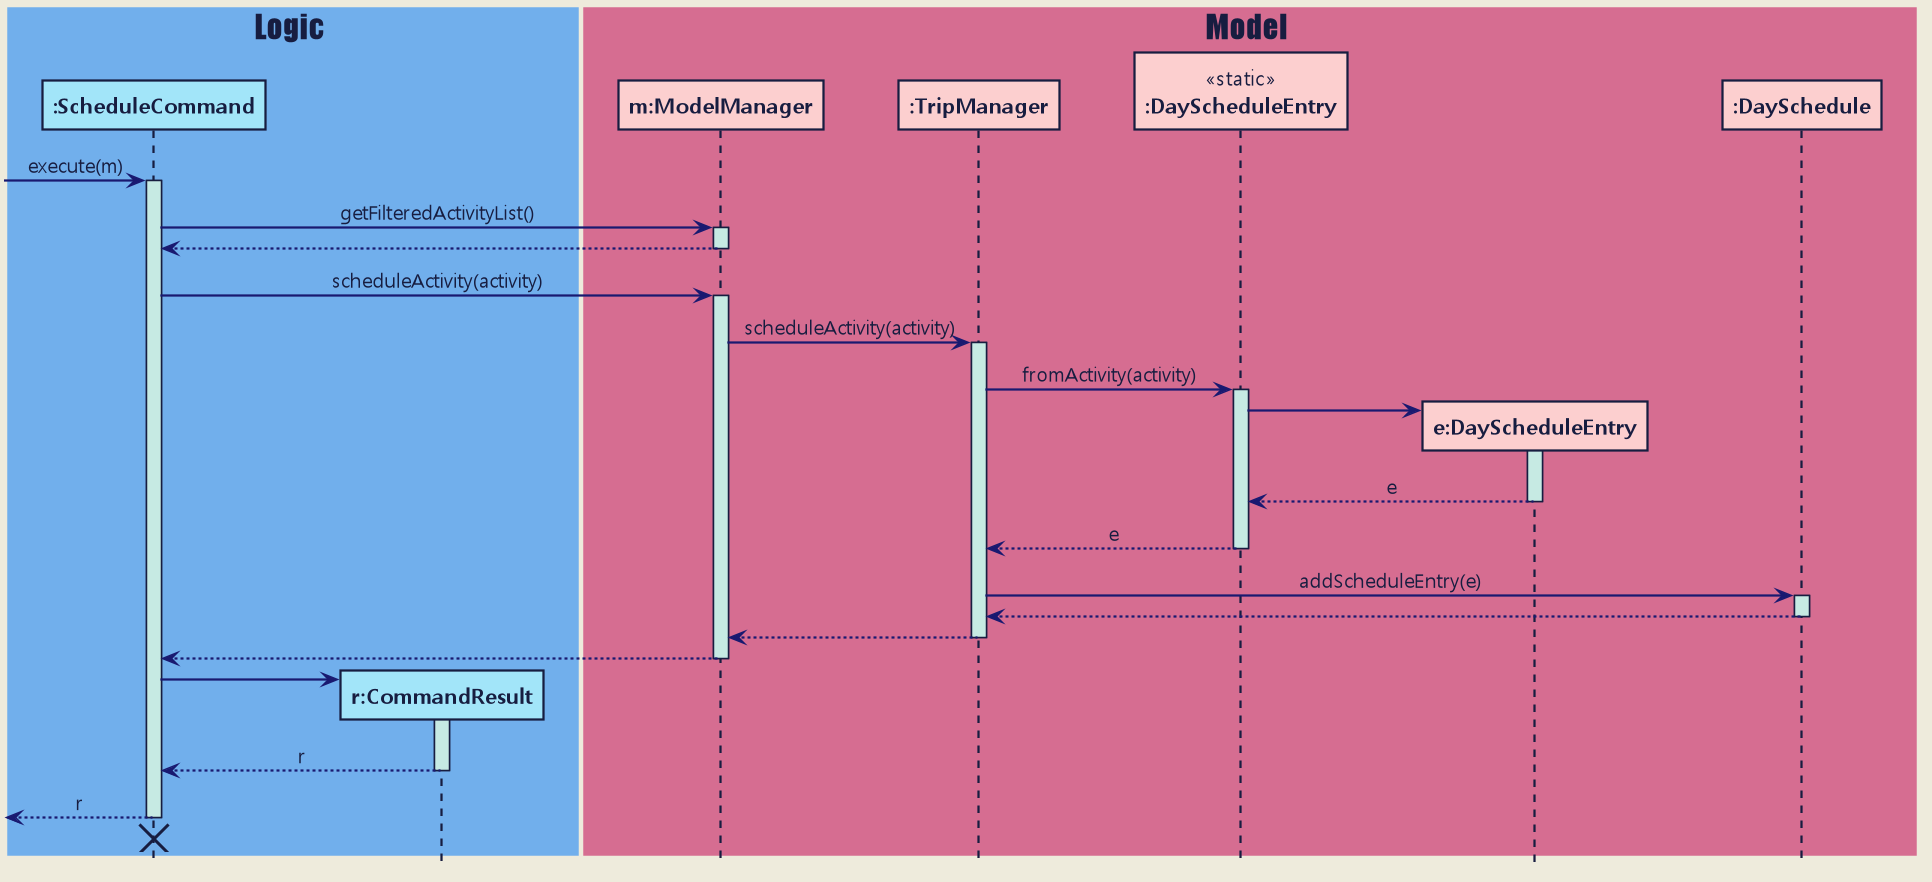 Logic
Model
«static»
:ScheduleCommand
m:ModelManager
:TripManager
:DayScheduleEntry
:DaySchedule
execute(m)
getFilteredActivityList()
scheduleActivity(activity)
scheduleActivity(activity)
fromActivity(activity)
e:DayScheduleEntry
e
e
addScheduleEntry(e)
r:CommandResult
r
r